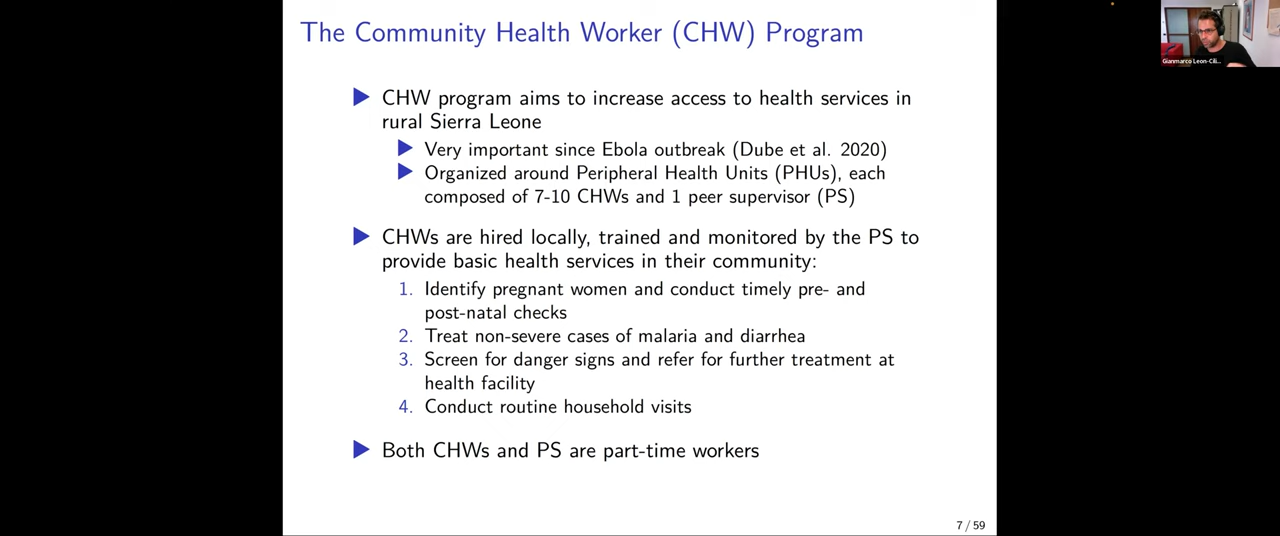 The Community Health Worker (CHW) Program
Gianmarco Leon-Cili...
CHW program aims to increase access to health services in
rural Sierra Leone
Very important since Ebola outbreak (Dube et al. 2020)
Organized around Peripheral Health Units (PHUs), each
composed of 7-10 CHWs and 1 peer supervisor (PS)
CHWs are hired locally, trained and monitored by the PS to
provide basic health services in their community:
1. Identify pregnant women and conduct timely pre- and
post-natal checks
2. Treat non-severe cases of malaria and diarrhea
3. Screen for danger signs and refer for further treatment at
health facility
4. Conduct routine household visits
Both CHWs and PS are part-time workers
7 / 59